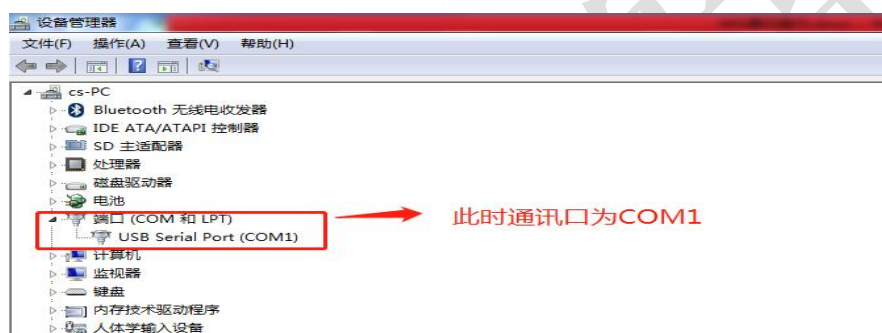 设备管理器
文件(F) 操作(A) 查看(V) 帮助(H)
cs-PC
Bluetooth 无线电收发器
IDE ATA/ATAPI 控制器
SD 主适配器
处理器
磁盘驱动器
电池
端口 (COM 和 LPT)
此时通讯口为COM1
USB Serial Port (COM1)
计算机
监视器
键盘
内存技术驱动程序
人体学输入设备